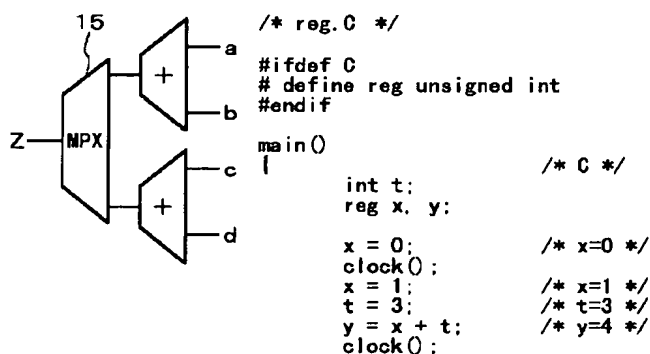 15
a
b
Z
MPX
+
+
c
d
/* reg.C */
#ifdef C
# define reg unsigned int
#endif
main()
{ /* C */
int t;
reg x, y;
x = 0; /* x=0 */
clock();
x = 1; /* x=1 */
t = 3; /* t=3 */
y = x + t; /* y=4 */
clock();